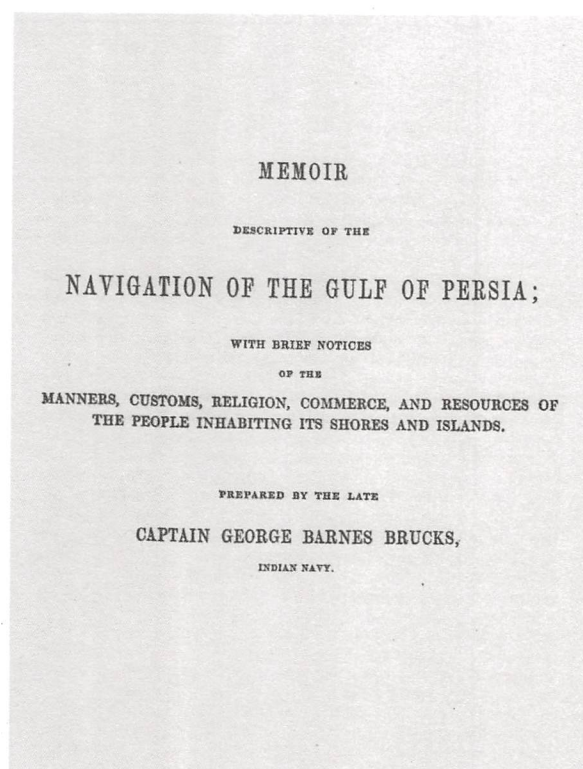 MEMOIR
DESCRIPTIVE OF THE
NAVIGATION OF THE GULF OF PERSIA;
WITH BRIEF NOTICES
OF THE
MANNERS, CUSTOMS, RELIGION, COMMERCE, AND RESOURCES OF
THE PEOPLE INHABITING ITS SHORES AND ISLANDS.
PREPARED BY THE LATE
CAPTAIN GEORGE BARNES BRUCKS,
INDIAN NAVY.